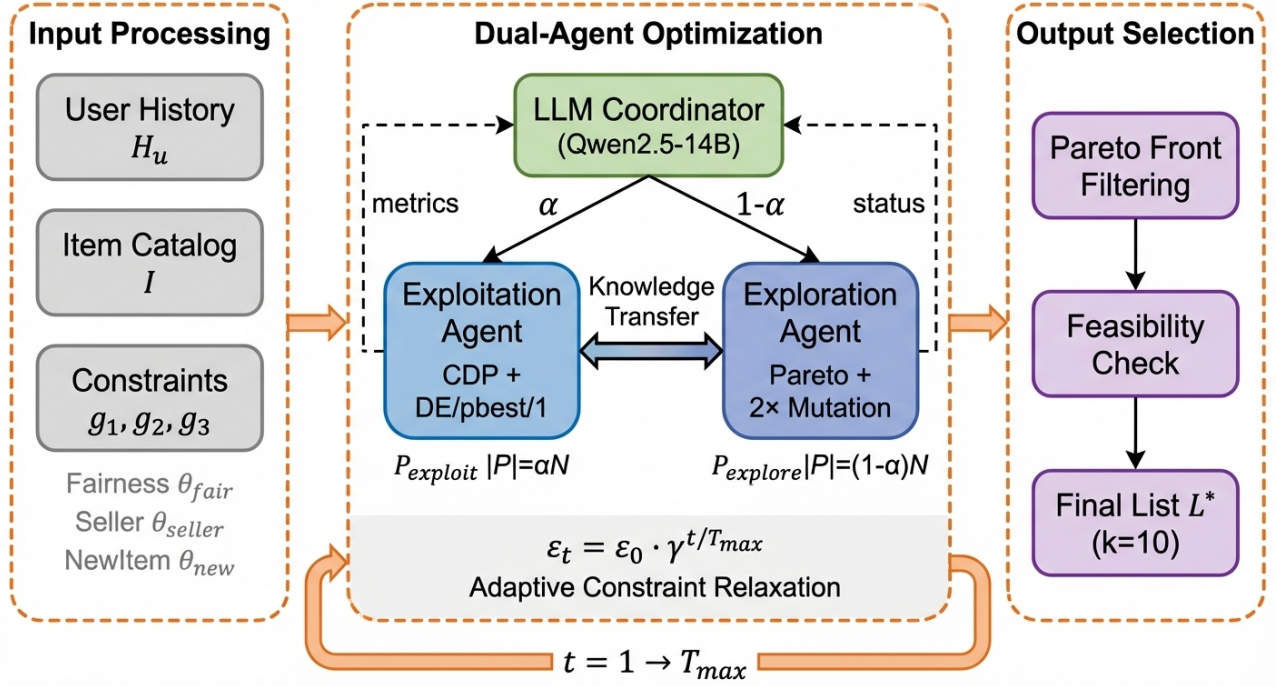 Input Processing
User History
H_u
Item Catalog
I
Constraints
g_1, g_2, g_3
Fairness θ_fair
Seller θ_seller
NewItem θ_new
Dual-Agent Optimization
LLM Coordinator
(Qwen2.5-14B)
metrics
α
1-α
status
Exploitation
Agent
CDP +
DE/pbest/1
Knowledge
Transfer
Exploration
Agent
Pareto +
2× Mutation
P_exploit |P|=αN
P_explore|P|=(1-α)N
ε_t = ε_0 · γ^{t/T_max}
Adaptive Constraint Relaxation
t = 1 → T_max
Output Selection
Pareto Front
Filtering
Feasibility
Check
Final List L*
(k=10)